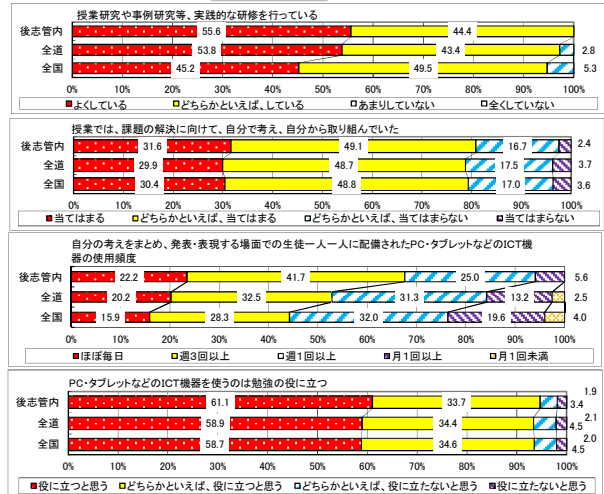 授業研究や事例研究等、実践的な研修を行っている
後志管内 55.6 44.4
全道 53.8 43.4 2.8
全国 45.2 49.5 5.3
0% 10% 20% 30% 40% 50% 60% 70% 80% 90% 100%
よくしている どちらかといえば、している あまりしていない 全くしていない
授業では、課題の解決に向けて、自分で考え、自分から取り組んでいた
後志管内 31.6 49.1 16.7 2.4
全道 29.9 48.7 17.5 3.7
全国 30.4 48.8 17.0 3.6
0% 10% 20% 30% 40% 50% 60% 70% 80% 90% 100%
当てはまる どちらかといえば、当てはまる どちらかといえば、当てはまらない 当てはまらない
自分の考えをまとめ、発表・表現する場面での生徒一人一人に配備されたPC・タブレットなどのICT機
器の使用頻度
後志管内 22.2 41.7 25.0 5.6
全道 20.2 32.5 31.3 13.2 2.5
全国 15.9 28.3 32.0 19.6 4.0
0% 10% 20% 30% 40% 50% 60% 70% 80% 90% 100%
ほぼ毎日 週3回以上 週1回以上 月1回以上 月1回未満
PC・タブレットなどのICT機器を使うのは勉強の役に立つ
後志管内 61.1 33.7 3.4 1.9
全道 58.9 34.4 4.5 2.1
全国 58.7 34.6 4.5 2.0
0% 10% 20% 30% 40% 50% 60% 70% 80% 90% 100%
役に立つと思う どちらかといえば、役に立つと思う どちらかといえば、役に立たないと思う 役に立たないと思う